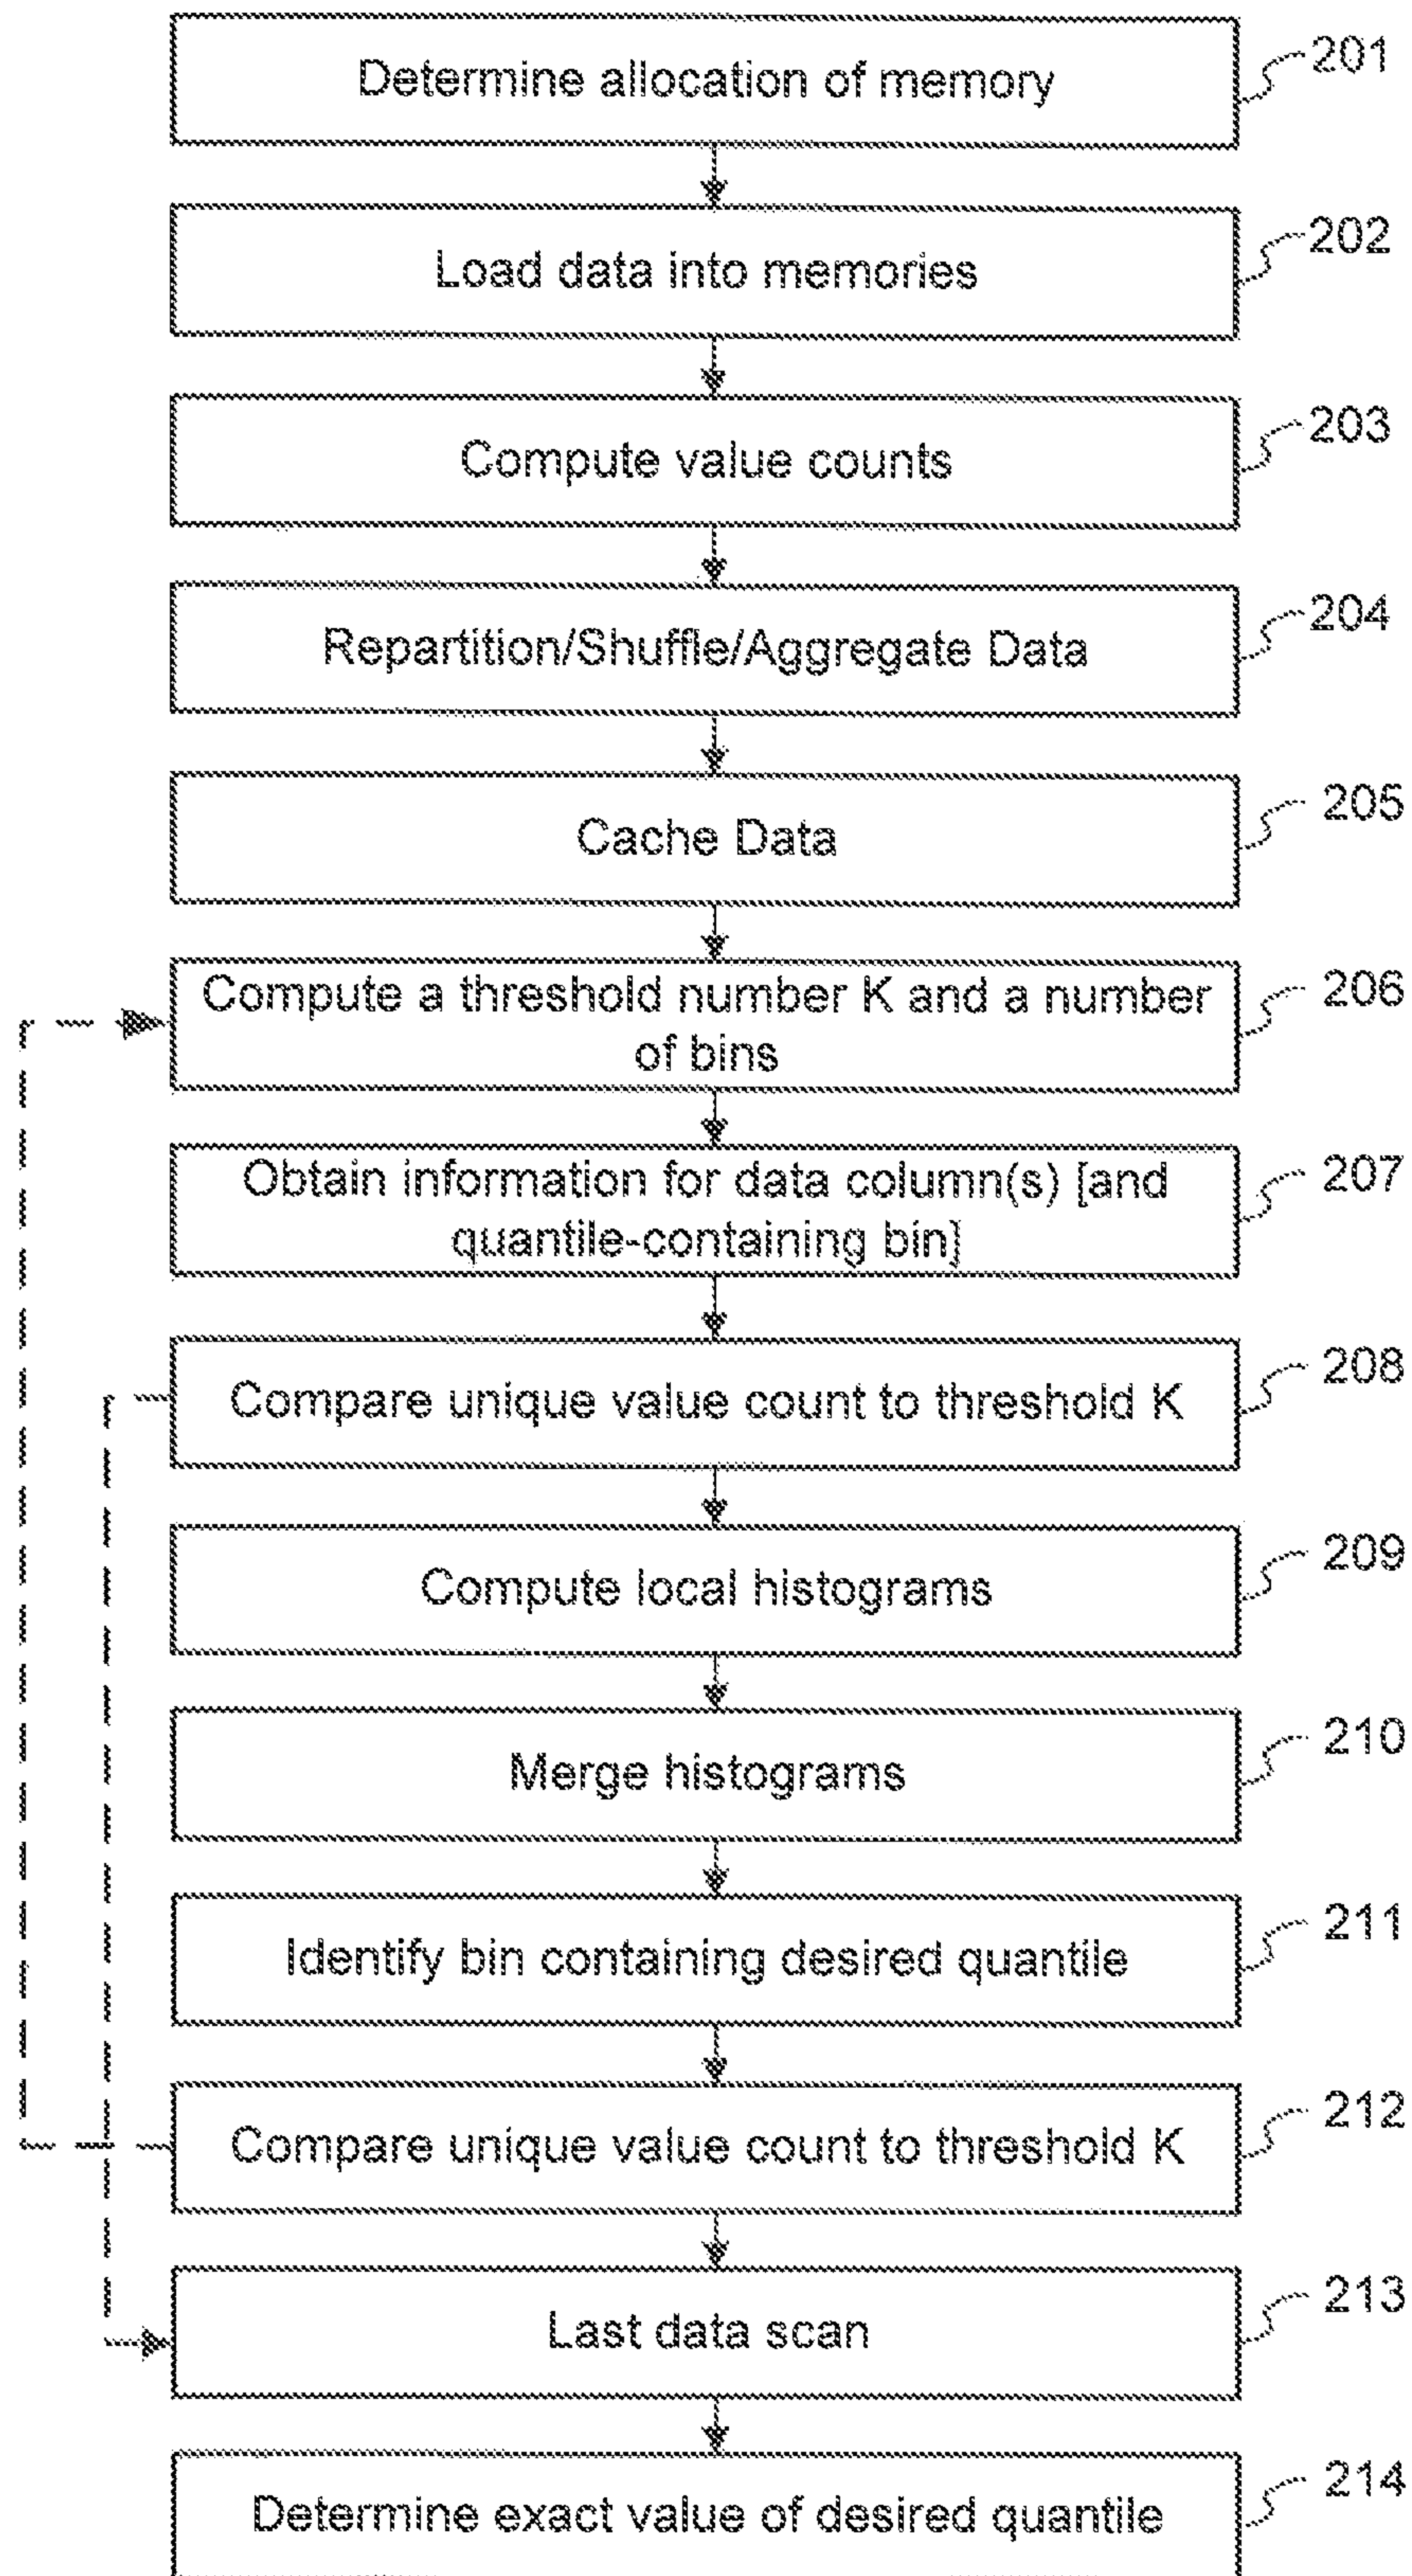 Determine allocation of memory
201
Load data into memories
202
Compute value counts
203
Repartition/Shuffle/Aggregate Data
204
Cache Data
205
Compute a threshold number K and a number
of bins
206
Obtain information for data column(s) [and
quantile-containing bin]
207
Compare unique value count to threshold K
208
Compute local histograms
209
Merge histograms
210
Identify bin containing desired quantile
211
Compare unique value count to threshold K
212
Last data scan
213
Determine exact value of desired quantile
214